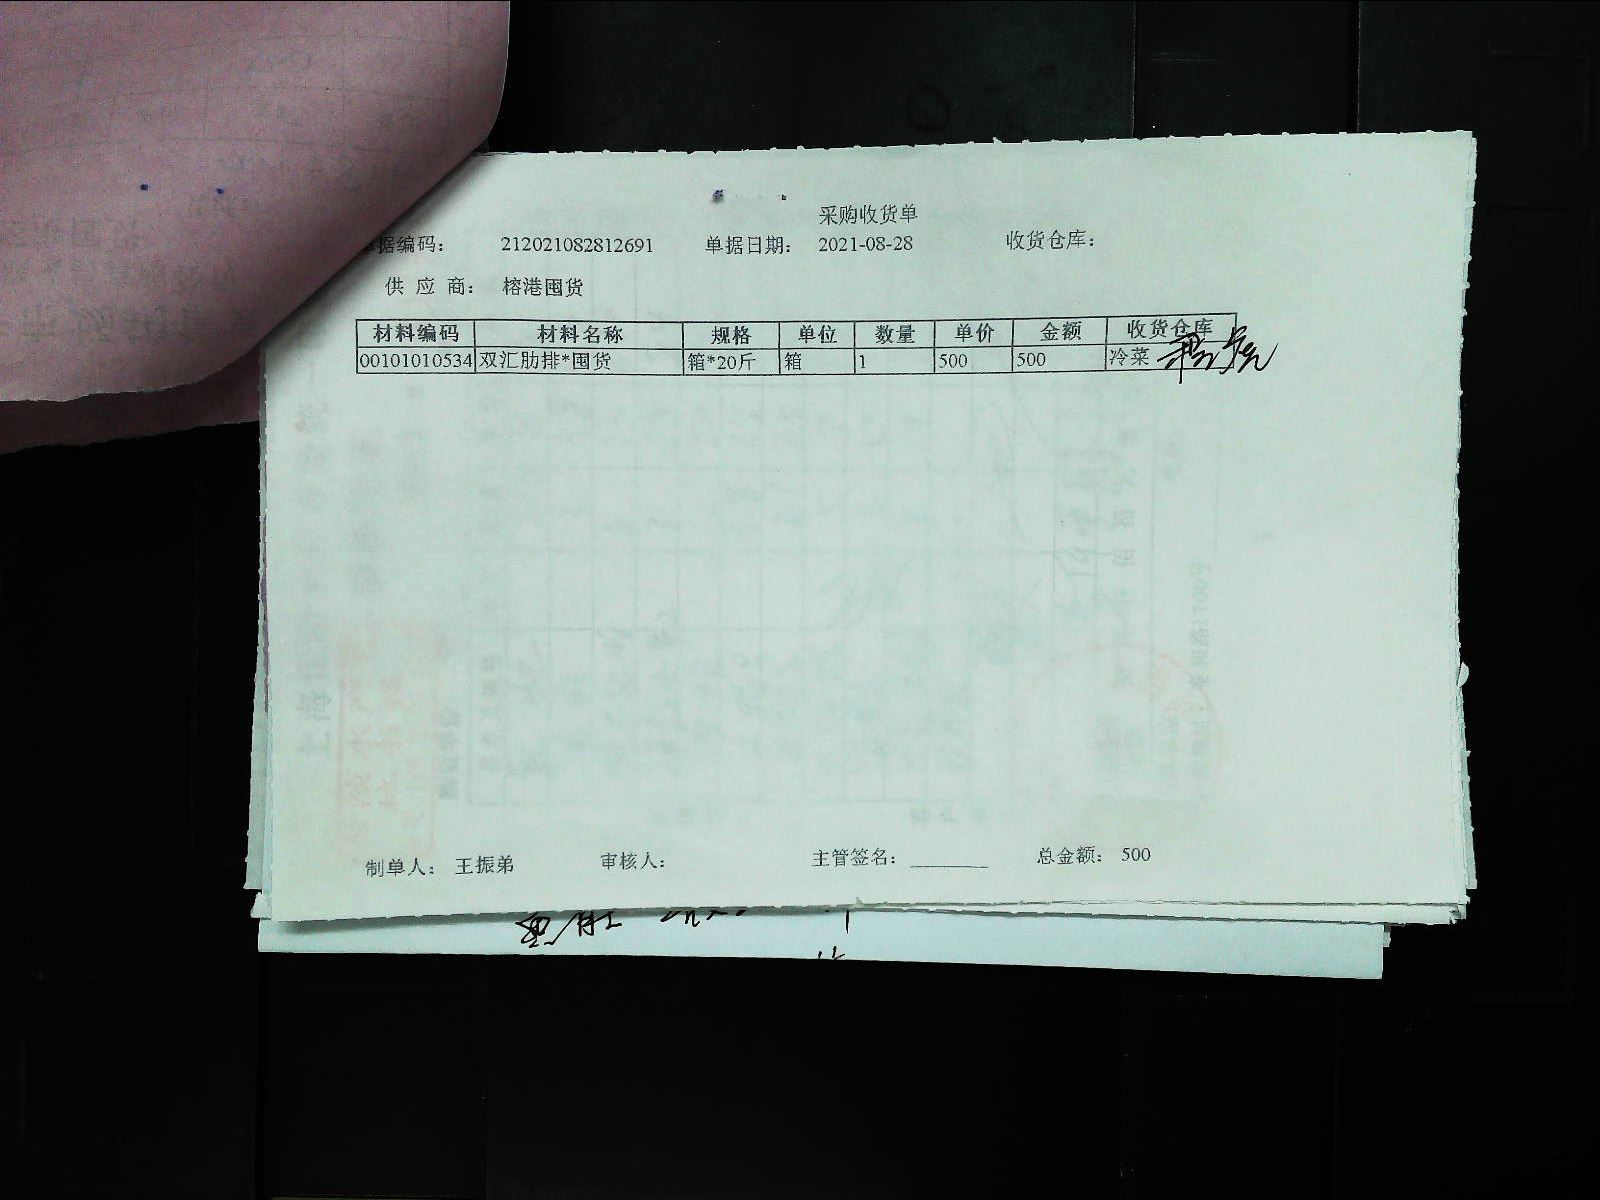 采购收货单
据编码： 212021082812691 单据日期： 2021-08-28 收货仓库：
供 应 商： 榕港囤货
材料编码 材料名称 规格 单位 数量 单价 金额 收货仓库
00101010534 双汇肋排*囤货 箱*20斤 箱 1 500 500 冷菜
制单人： 王振弟 审核人： 主管签名： ________ 总金额： 500